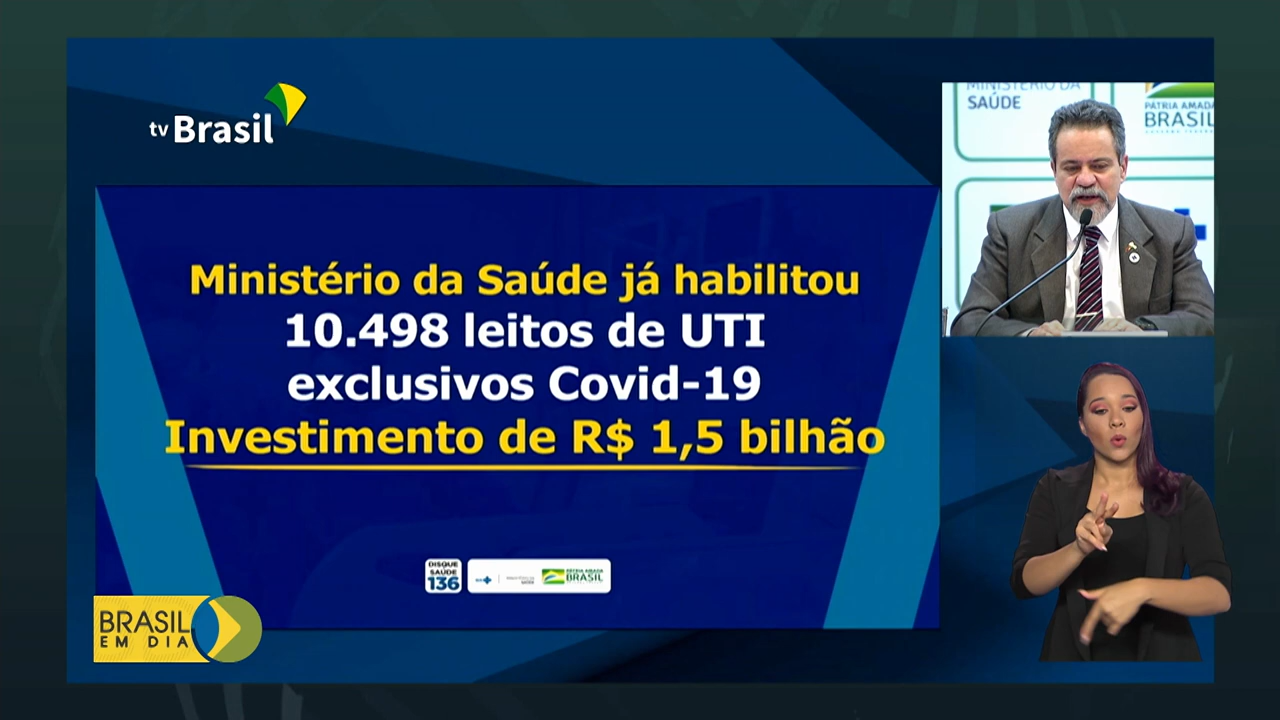 tv Brasil
MINISTÉRIO DA
SAÚDE
PÁTRIA AMADA
BRASIL
Ministério da Saúde já habilitou
10.498 leitos de UTI
exclusivos Covid-19
Investimento de R$ 1,5 bilhão
DISQUE
SAÚDE
136
PÁTRIA AMADA
BRASIL
BRASIL
EM DIA